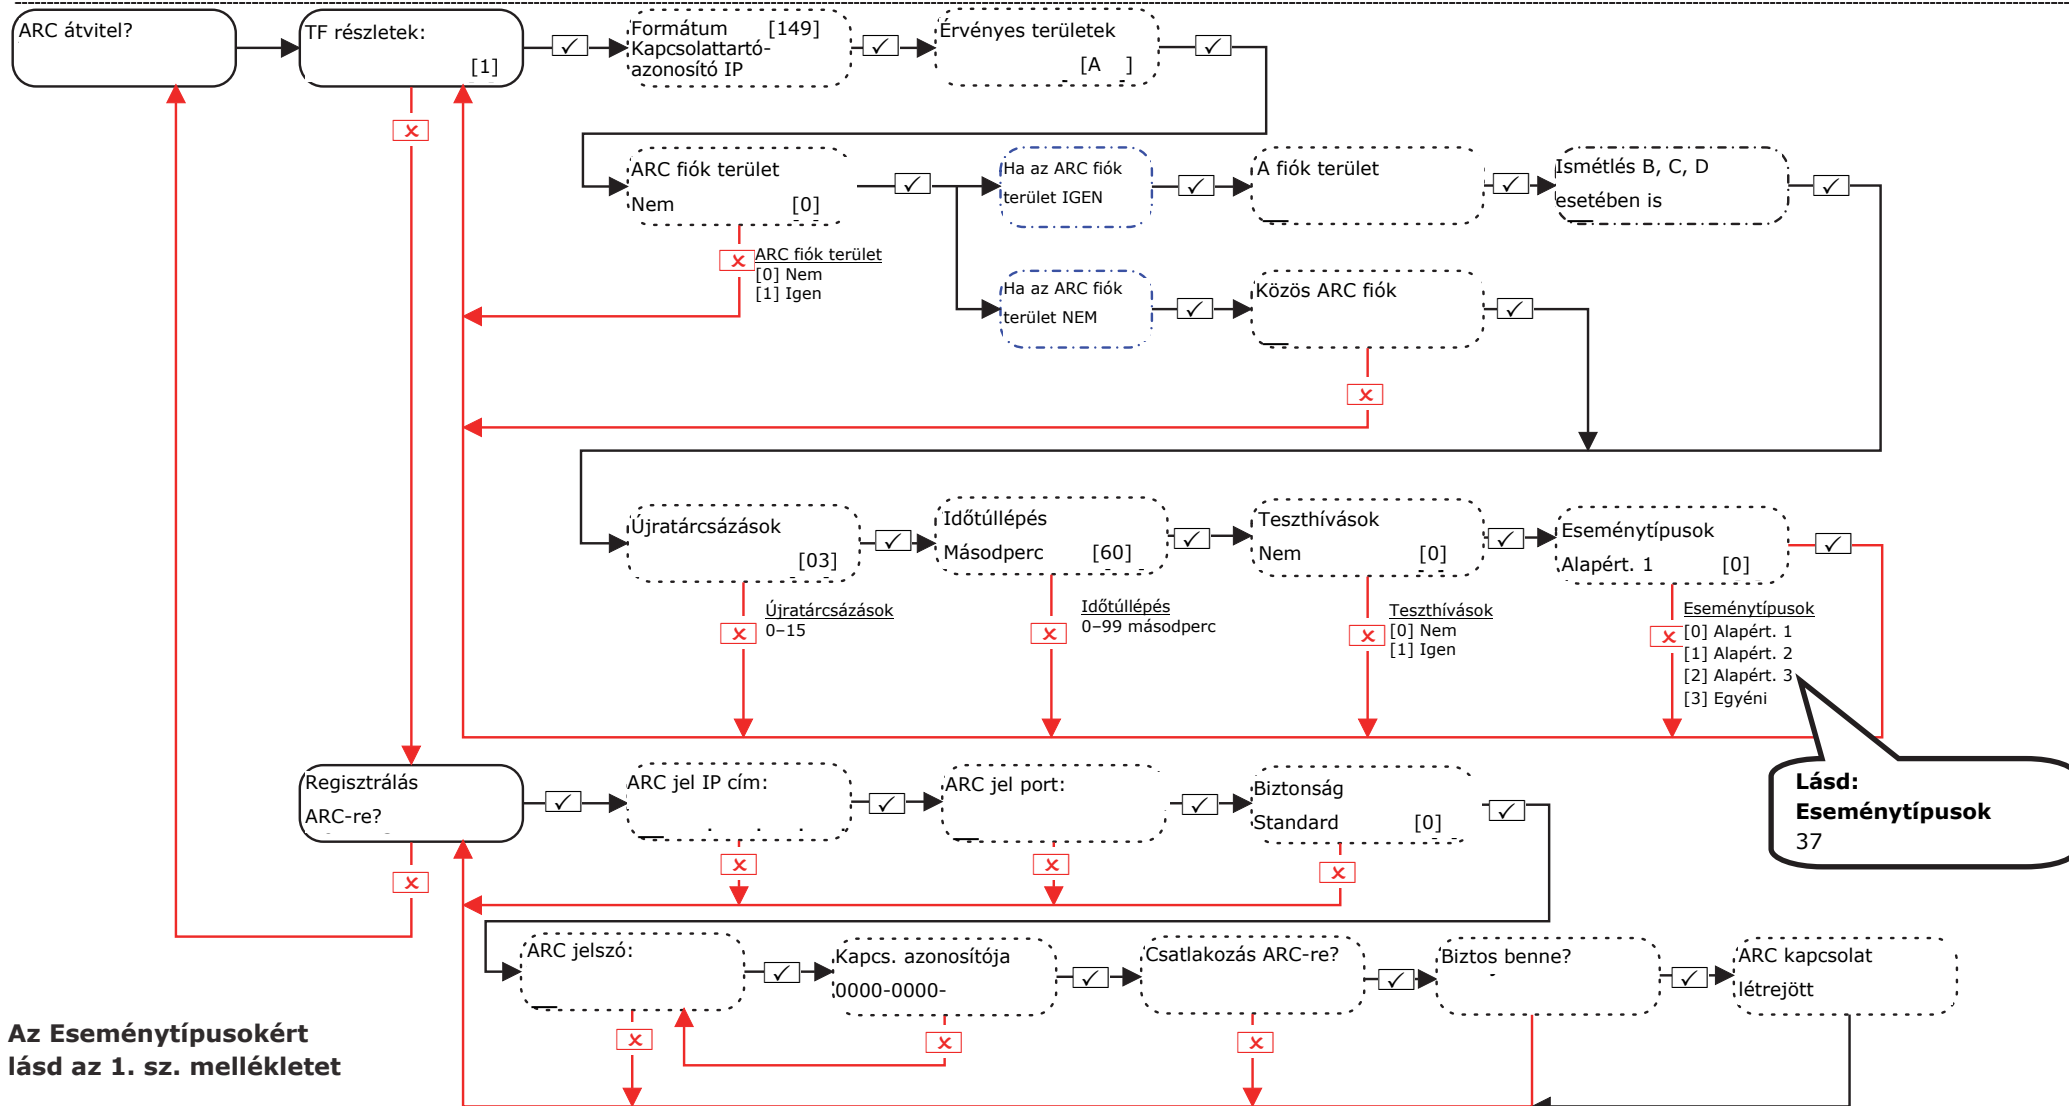 ARC átvitel?
TF részletek:
[1]
Formátum [149]
Kapcsolattartó-
azonosító IP
Érvényes területek
[A ]
ARC fiók terület
Nem [0]
ARC fiók terület
[0] Nem
[1] Igen
Ha az ARC fiók
terület IGEN
A fiók terület
Ismétlés B, C, D
esetében is
Ha az ARC fiók
terület NEM
Közös ARC fiók
Újratárcsázások
[03]
Újratárcsázások
0–15
Időtúllépés
Másodperc [60]
Időtúllépés
0–99 másodperc
Teszthívások
Nem [0]
Teszthívások
[0] Nem
[1] Igen
Eseménytípusok
Alapért. 1 [0]
Eseménytípusok
[0] Alapért. 1
[1] Alapért. 2
[2] Alapért. 3
[3] Egyéni
Lásd:
Eseménytípusok
37
Regisztrálás
ARC-re?
ARC jel IP cím:
. . .
ARC jel port:
Biztonság
Standard [0]
ARC jelszó:
Kapcs. azonosítója
0000-0000-
Csatlakozás ARC-re?
Biztos benne?
ARC kapcsolat
létrejött
Az Eseménytípusokért
lásd az 1. sz. mellékletet